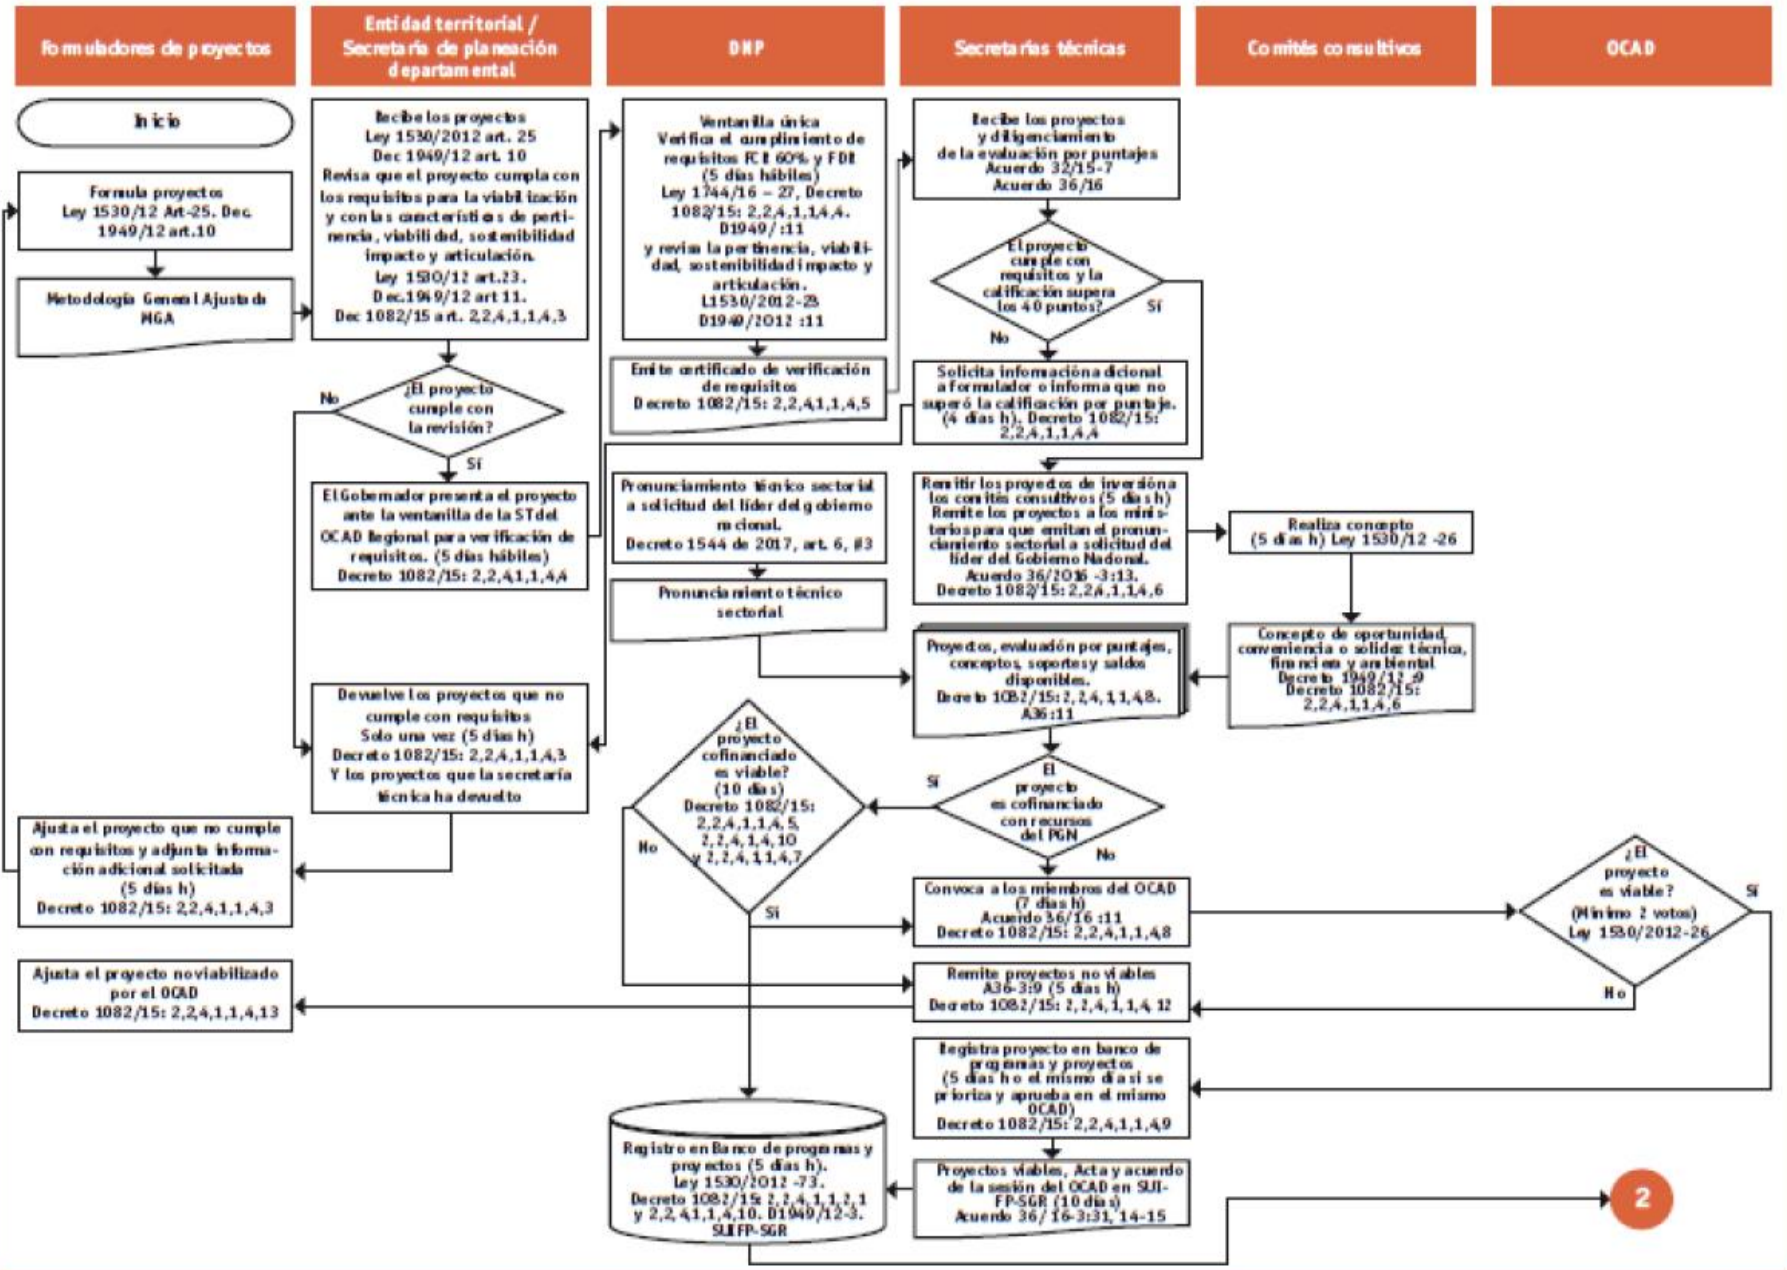 Formuladores de proyectos
Entidad territorial /
Secretaría de planeación
departamental
DNP
Secretarías técnicas
Comités consultivos
OCAD
Inicio
Formula proyectos
Ley 1530/12 Art-25. Dec.
1949/12 art.10
Metodología General Ajustada
MGA
Ajusta el proyecto que no cumple
con requisitos y adjunta informa-
ción adicional solicitada
(5 días h)
Decreto 1082/15: 2,2,4,1,1,4,3
Ajusta el proyecto no viabilizado
por el OCAD
Decreto 1082/15: 2,2,4,1,1,4,13
Recibe los proyectos
Ley 1530/2012 art. 25
Dec 1949/12 art. 10
Revisa que el proyecto cumpla con
los requisitos para la viabilización
y con las características de perti-
nencia, viabilidad, sostenibilidad
impacto y articulación.
Ley 1530/12 art.23.
Dec.1949/12 art 11.
Dec 1082/15 art. 2,2,4,1,1,4,3
No
¿El proyecto
cumple con
la revisión?
Sí
El Gobernador presenta el proyecto
ante la ventanilla de la ST del
OCAD Regional para verificación de
requisitos. (5 días hábiles)
Decreto 1082/15: 2,2,4,1,1,4,4
Devuelve los proyectos que no
cumple con requisitos
Solo una vez (5 días h)
Decreto 1082/15: 2,2,4,1,1,4,3
Y los proyectos que la secretaría
técnica ha devuelto
Ventanilla única
Verifica el cumplimiento de
requisitos FCR 60% y FDR
(5 días hábiles)
Ley 1744/16 – 27, Decreto
1082/15: 2,2,4,1,1,4,4.
D1949/ :11
y revisa la pertinencia, viabili-
dad, sostenibilidad impacto y
articulación.
L1530/2012-23
D1949/2012 :11
Emite certificado de verificación
de requisitos
Decreto 1082/15: 2,2,4,1,1,4,5
Pronunciamiento técnico sectorial
a solicitud del líder del gobierno
nacional.
Decreto 1544 de 2017, art. 6, #3
Pronunciamiento técnico
sectorial
¿El
proyecto
cofinanciado
es viable?
(10 días)
Decreto 1082/15:
2,2,4,1,1,4,5,
2,2,4,1,4,10
y 2,2,4,1,1,4,7
No
Sí
Registro en Banco de programas y
proyectos (5 días h).
Ley 1530/2012 -73.
Decreto 1082/15: 2,2,4,1,1,2,1
y 2,2,4,1,1,4,10. D1949/12-3.
SUIFP-SGR
Recibe los proyectos
y diligenciamiento
de la evaluación por puntajes
Acuerdo 32/15-7
Acuerdo 36/16
El proyecto
cumple con
requisitos y la
calificación supera
los 40 puntos?
Sí
No
Solicita información adicional
a formulador o informa que no
superó la calificación por puntaje.
(4 días h), Decreto 1082/15:
2,2,4,1,1,4,4
Remitir los proyectos de inversión a
los comités consultivos (5 días h)
Remite los proyectos a los minis-
terios para que emitan el pronun-
ciamiento sectorial a solicitud del
líder del Gobierno Nacional.
Acuerdo 36/2016 -3:13.
Decreto 1082/15: 2,2,4,1,1,4,6
Proyectos, evaluación por puntajes,
conceptos, soportes y saldos
disponibles.
Decreto 1082/15: 2,2,4,1,1,4,8.
A36:11
Sí
El
proyecto
es cofinanciado
con recursos
del PGN
No
Convoca a los miembros del OCAD
(7 días h)
Acuerdo 36/16 :11
Decreto 1082/15: 2,2,4,1,1,4,8
Remite proyectos no viables
A36-3:9 (5 días h)
Decreto 1082/15: 2,2,4,1,1,4,12
Registra proyecto en banco de
programas y proyectos
(5 días h o el mismo día si se
prioriza y aprueba en el mismo
OCAD)
Decreto 1082/15: 2,2,4,1,1,4,9
Proyectos viables, Acta y acuerdo
de la sesión del OCAD en SUI-
FP-SGR (10 días)
Acuerdo 36/ 16-3:31, 14-15
Realiza concepto
(5 días h) Ley 1530/12 -26
Concepto de oportunidad,
conveniencia o solidez técnica,
financiera y ambiental
Decreto 1949/12 :9
Decreto 1082/15:
2,2,4,1,1,4,6
¿El
proyecto
es viable?
(Mínimo 2 votos)
Ley 1530/2012-26
Sí
No
2